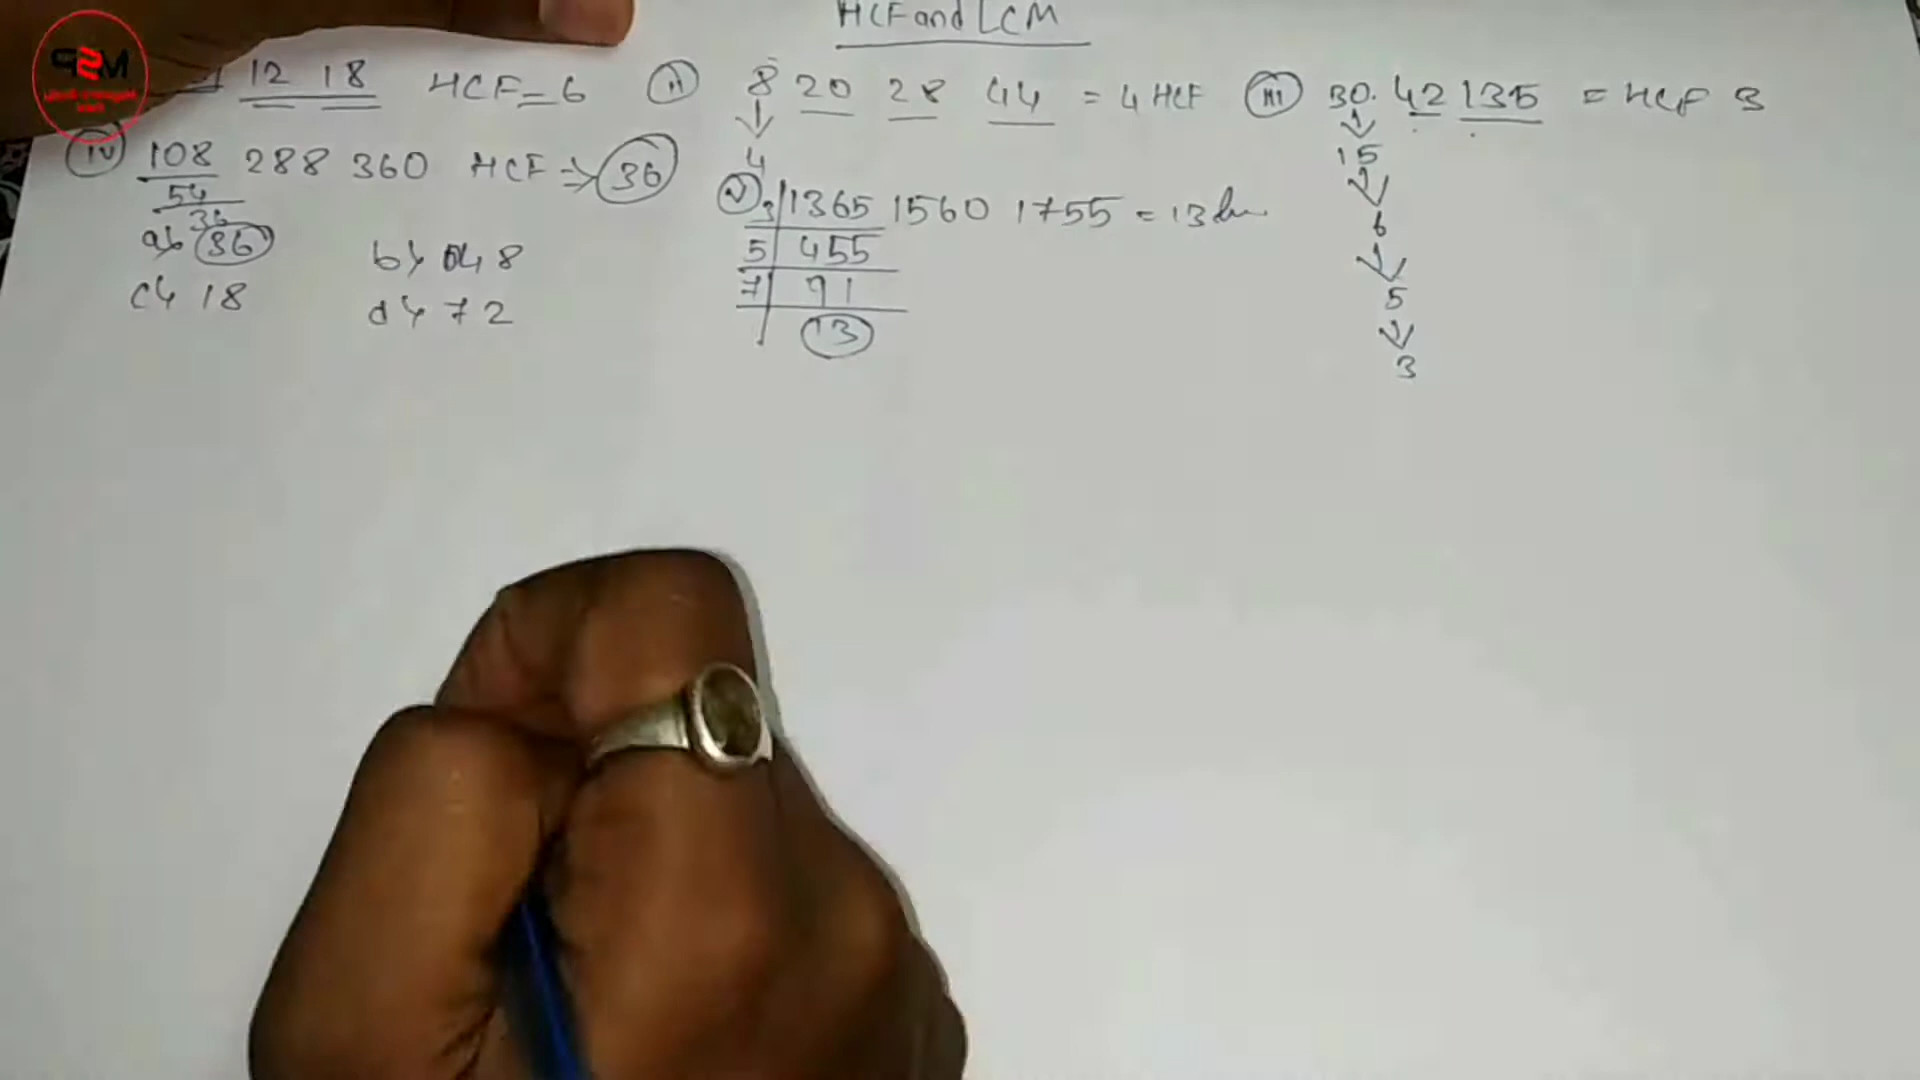 HCF and LCM
12 18 HCF = 6
(ii) 8 20 28 44 = 4 HCF
4
(iii) 30. 42 135 = HCF 3
15
6
5
3
(iv) 108 288 360 HCF => 36
54
36
a) 36 b) 48
c) 18 d) 72
(v) 3 1365 1560 1755 = 13
5 455
7 91
13